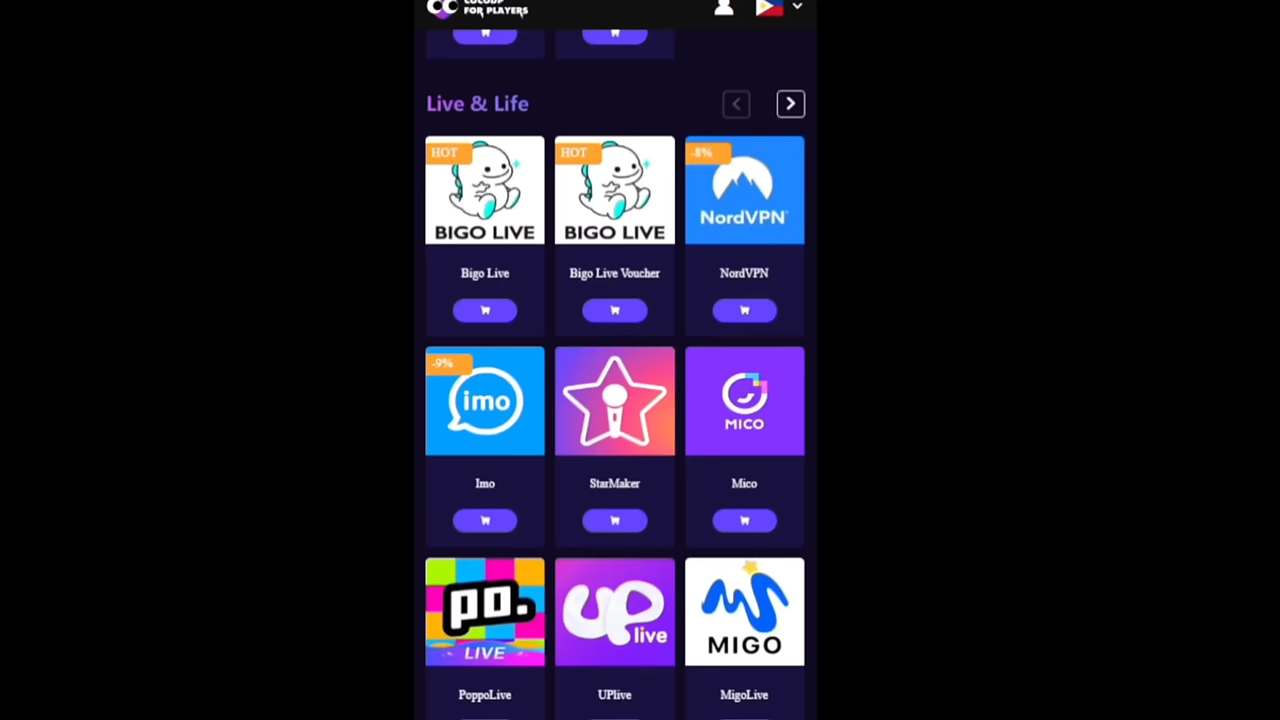 FOR PLAYERS
Live & Life
HOT
HOT
-8%
BIGO LIVE
BIGO LIVE
NordVPN®
Bigo Live
Bigo Live Voucher
NordVPN
-9%
imo
MICO
Imo
StarMaker
Mico
po.
LIVE
UP
live
MIGO
PoppoLive
UPlive
MigoLive